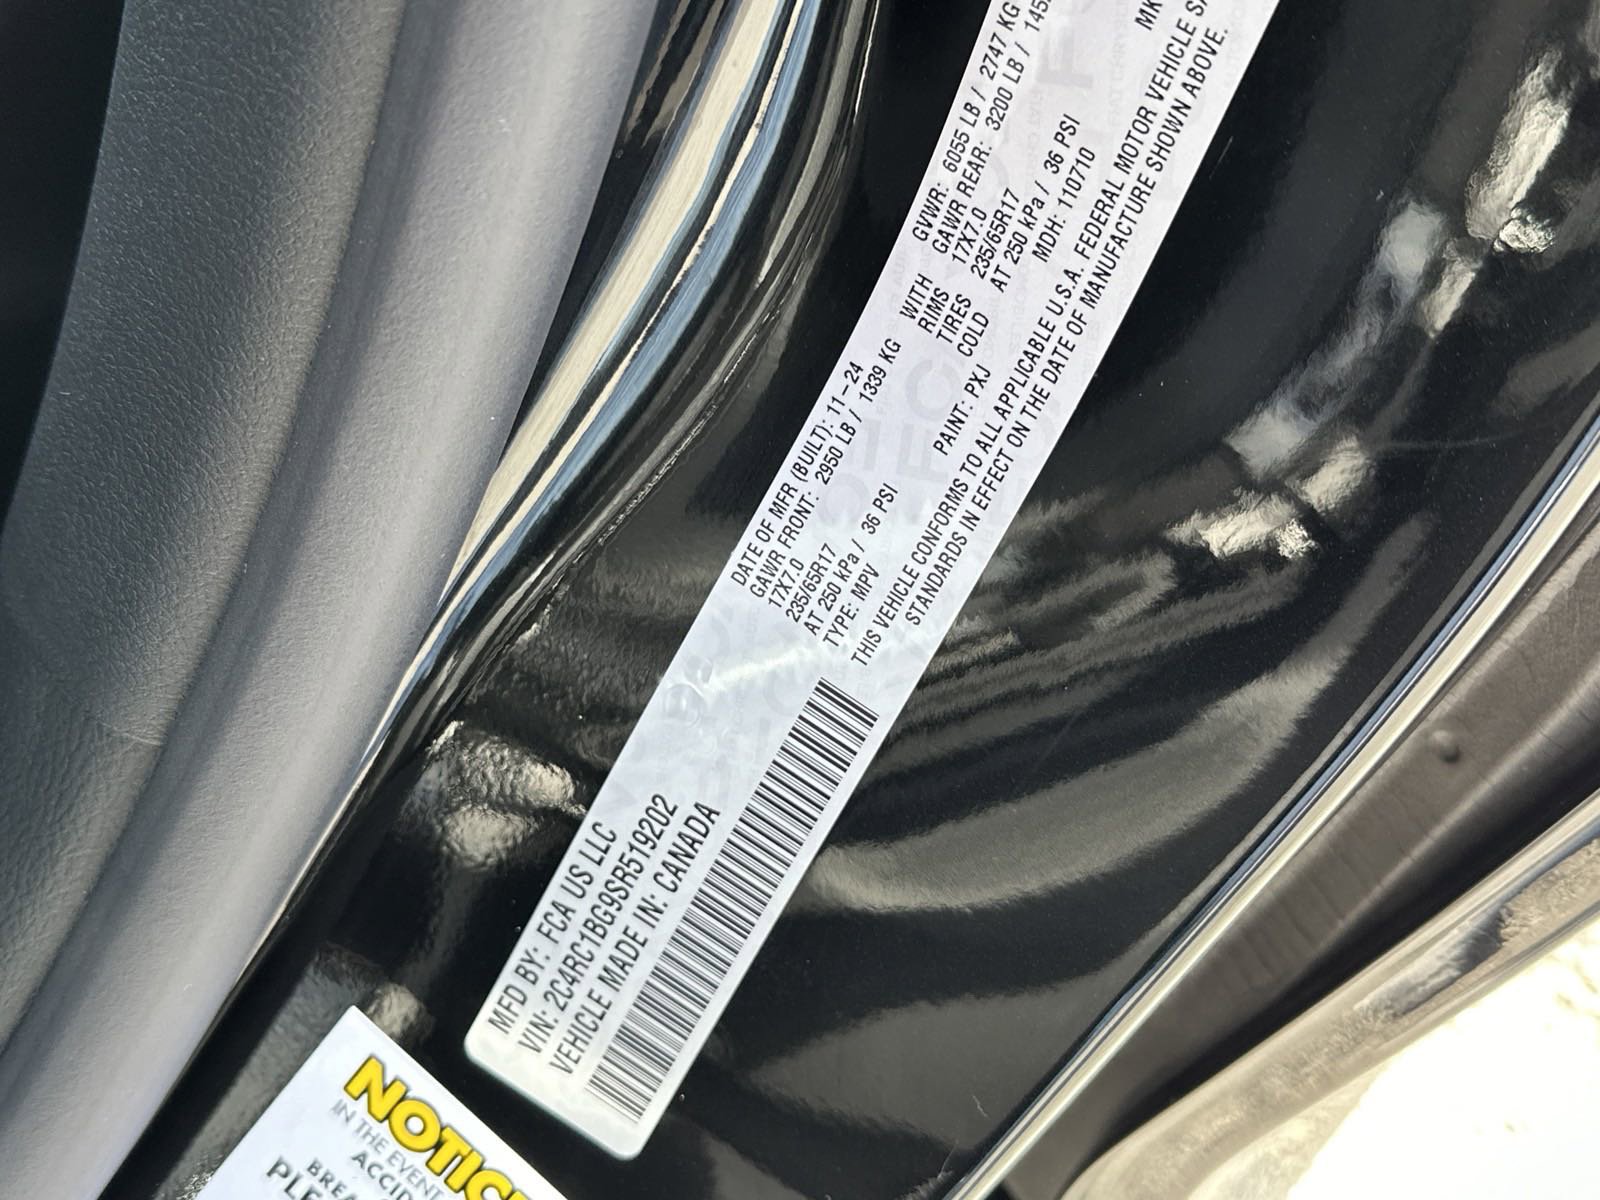 MFD BY: FCA US LLC
VIN: 2C4RC1BG9SR519202
VEHICLE MADE IN: CANADA
DATE OF MFR (BUILT): 11-24
GAWR FRONT: 2950 LB / 1339 KG
17X7.0
235/65R17
AT 250 kPa / 36 PSI
TYPE: MPV
WITH
RIMS
TIRES
COLD
PAINT: PXJ
GVWR: 6055 LB / 2747 KG
GAWR REAR: 3200 LB /
17X7.0
235/65R17
AT 250 kPa / 36 PSI
MDH: 110710
MK
THIS VEHICLE CONFORMS TO ALL APPLICABLE U.S.A. FEDERAL MOTOR VEHICLE
STANDARDS IN EFFECT ON THE DATE OF MANUFACTURE SHOWN ABOVE.
NOTIC
IN THE EVENT
ACCID
BREA
PLE